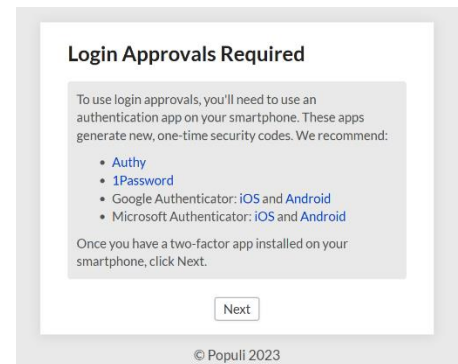 Login Approvals Required
To use login approvals, you'll need to use an
authentication app on your smartphone. These apps
generate new, one-time security codes. We recommend:
• Authy
• 1Password
• Google Authenticator: iOS and Android
• Microsoft Authenticator: iOS and Android
Once you have a two-factor app installed on your
smartphone, click Next.
Next
© Populi 2023